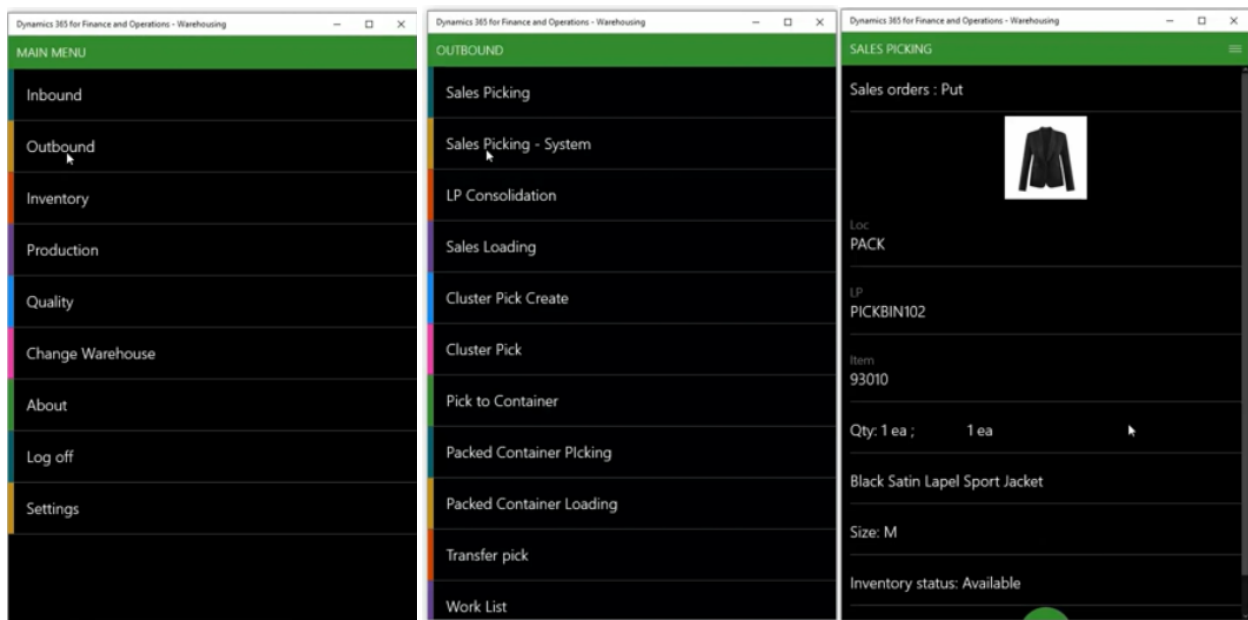 Dynamics 365 for Finance and Operations - Warehousing
MAIN MENU
Inbound
Outbound
Inventory
Production
Quality
Change Warehouse
About
Log off
Settings
Dynamics 365 for Finance and Operations - Warehousing
OUTBOUND
Sales Picking
Sales Picking - System
LP Consolidation
Sales Loading
Cluster Pick Create
Cluster Pick
Pick to Container
Packed Container PIcking
Packed Container Loading
Transfer pick
Work List
Dynamics 365 for Finance and Operations - Warehousing
SALES PICKING
Sales orders : Put
Loc
PACK
LP
PICKBIN102
Item
93010
Qty: 1 ea ; 1 ea
Black Satin Lapel Sport Jacket
Size: M
Inventory status: Available